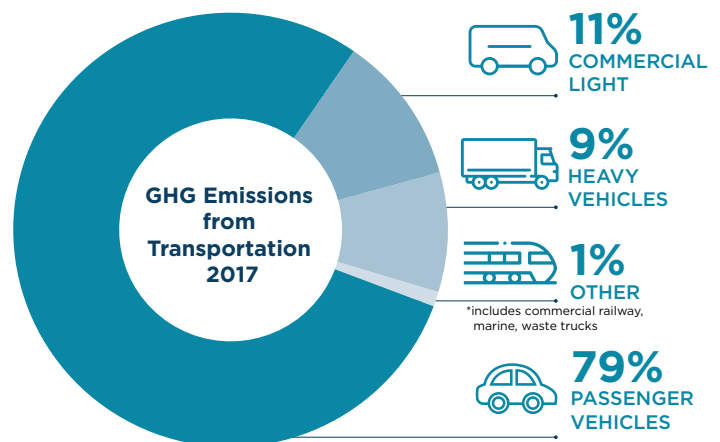 GHG Emissions
from
Transportation
2017
11%
COMMERCIAL
LIGHT
9%
HEAVY
VEHICLES
1%
OTHER
*includes commercial railway,
marine, waste trucks
79%
PASSENGER
VEHICLES